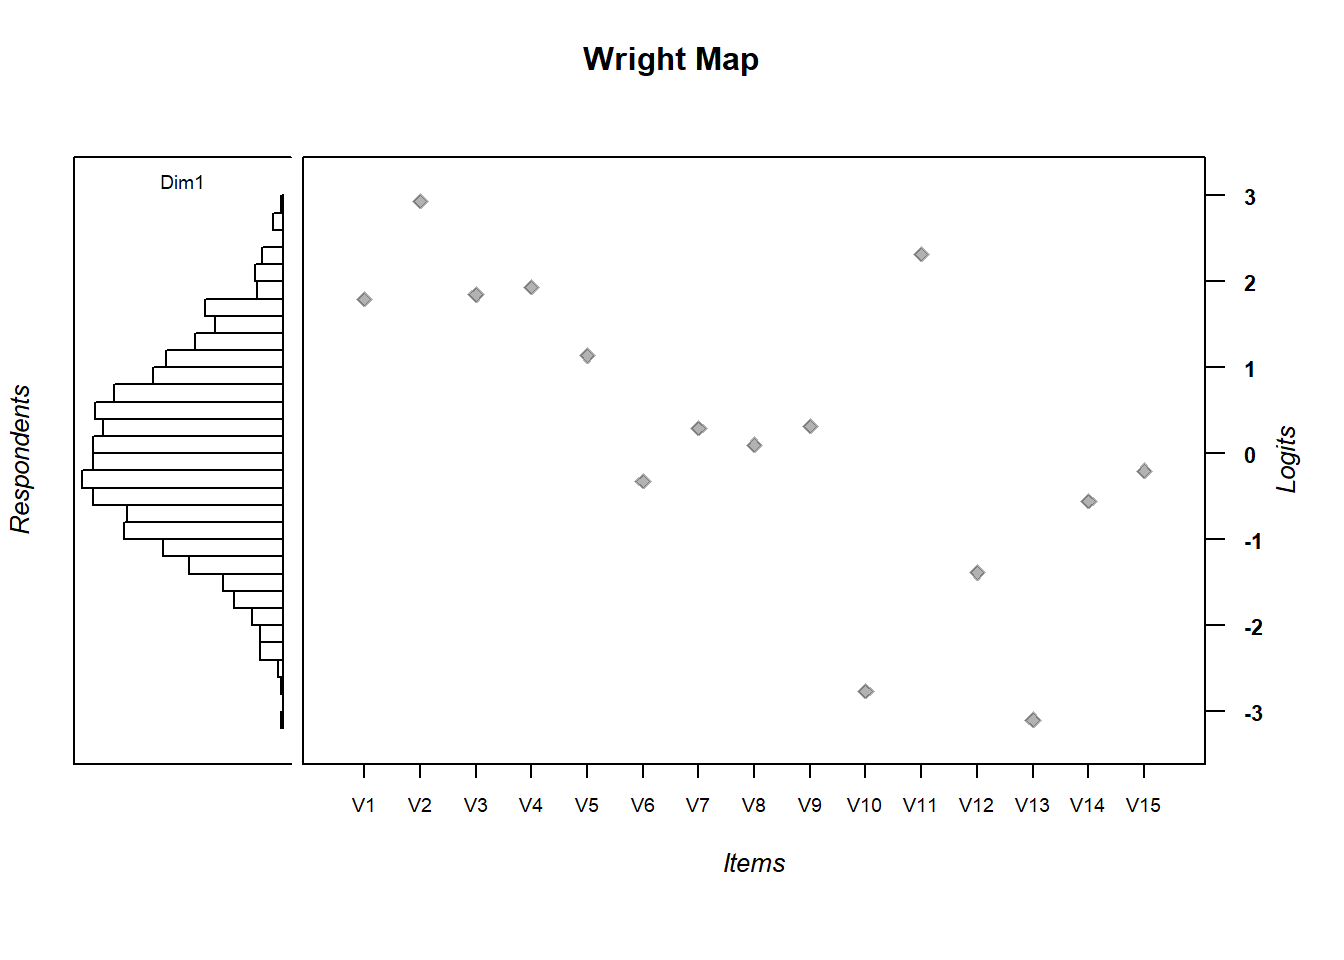 Wright Map
Dim1
Respondents
3
2
1
0
-1
-2
-3
Logits
V1 V2 V3 V4 V5 V6 V7 V8 V9 V10 V11 V12 V13 V14 V15
Items